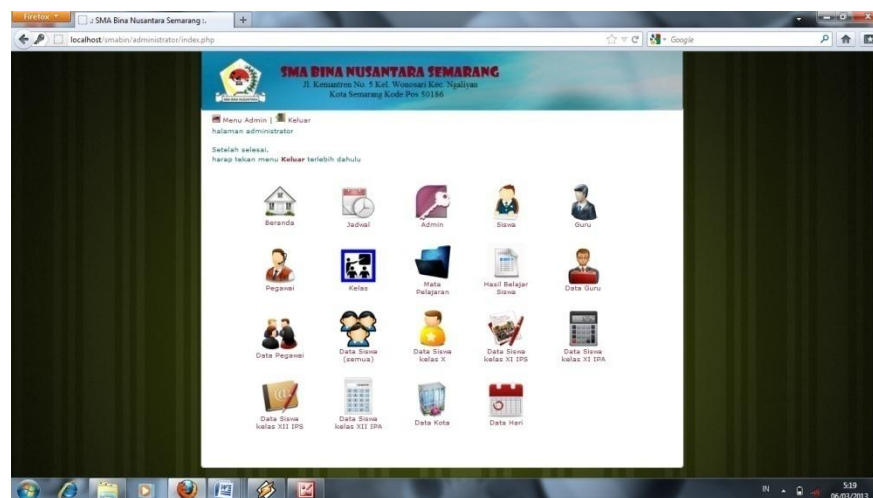 Firefox
.: SMA Bina Nusantara Semarang :.
localhost/smabin/administrator/index.php
Google
SMA BINA NUSANTARA SEMARANG
Jl. Kemantren No. 5 Kel. Wonosari Kec. Ngaliyan
Kota Semarang Kode Pos 50186
Menu Admin | Keluar
halaman administrator
Setelah selesai,
harap tekan menu Keluar terlebih dahulu
Beranda Jadwal Admin Siswa Guru
Pegawai Kelas Mata Pelajaran Hasil Belajar Siswa Data Guru
Data Pegawai Data Siswa (semua) Data Siswa kelas X Data Siswa kelas XI IPS Data Siswa kelas XI IPA
Data Siswa kelas XII IPS Data Siswa kelas XII IPA Data Kota Data Hari
IN
5:19
06/03/2013